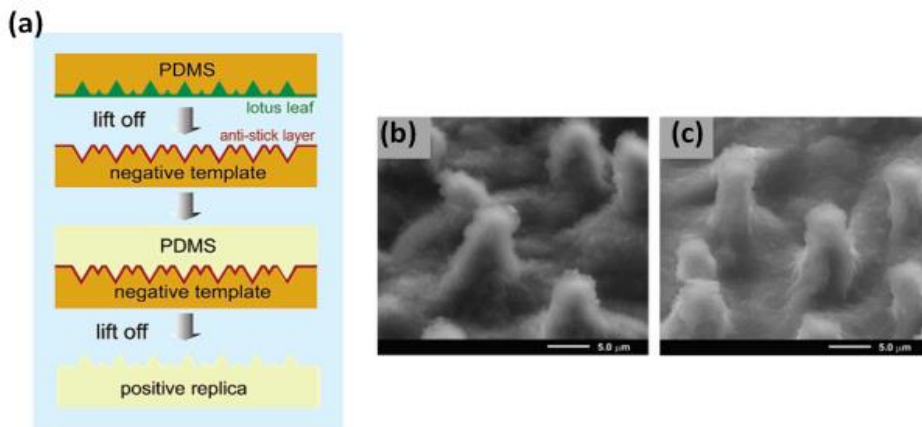 (a)
PDMS
lotus leaf
lift off
anti-stick layer
negative template
PDMS
negative template
lift off
positive replica
(b)
5.0 μm
(c)
5.0 μm